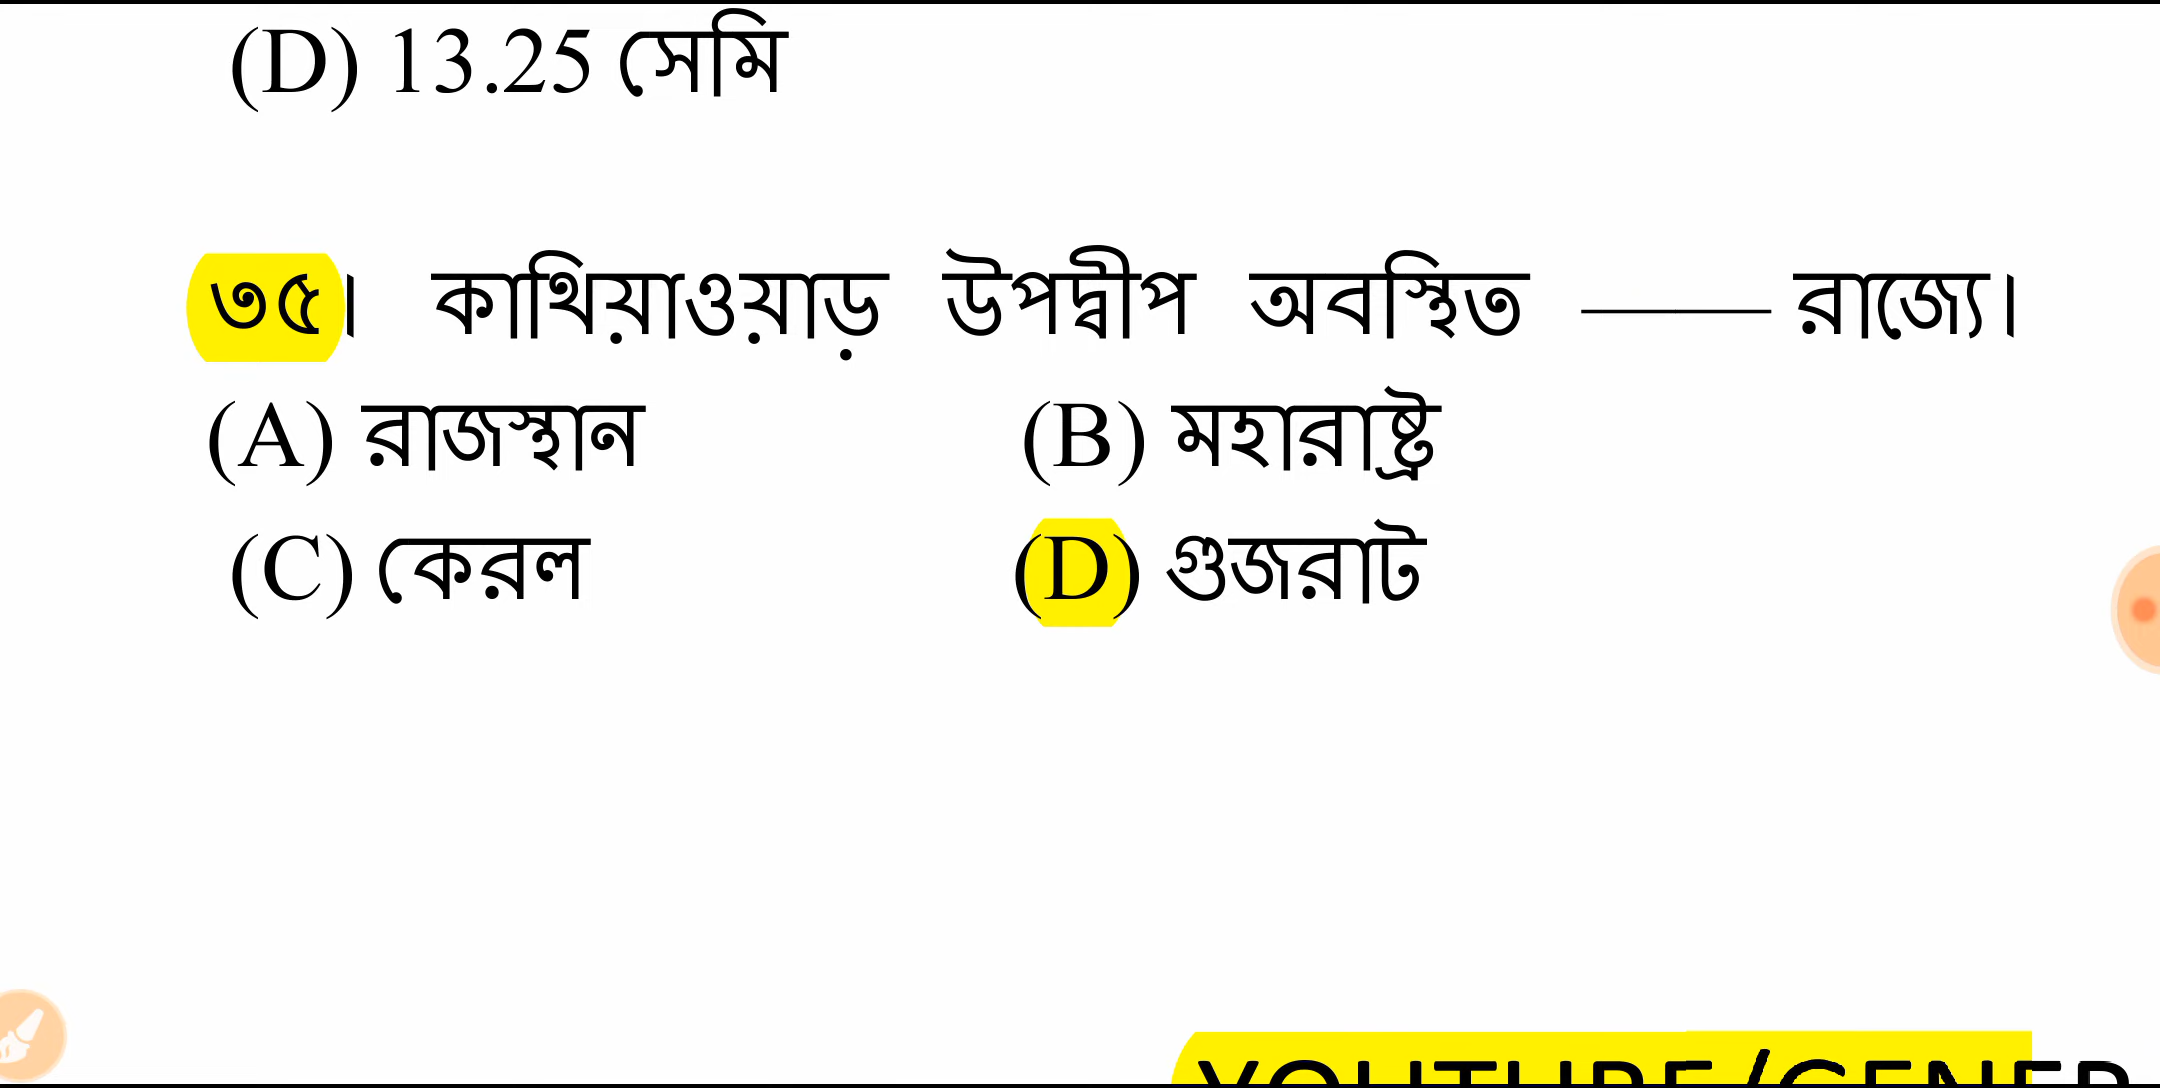 (D) 13.25 সেমি
৩৫। কাথিয়াওয়াড় উপদ্বীপ অবস্থিত ——— রাজ্যে।
(A) রাজস্থান (B) মহারাষ্ট্র
(C) কেরল (D) গুজরাট